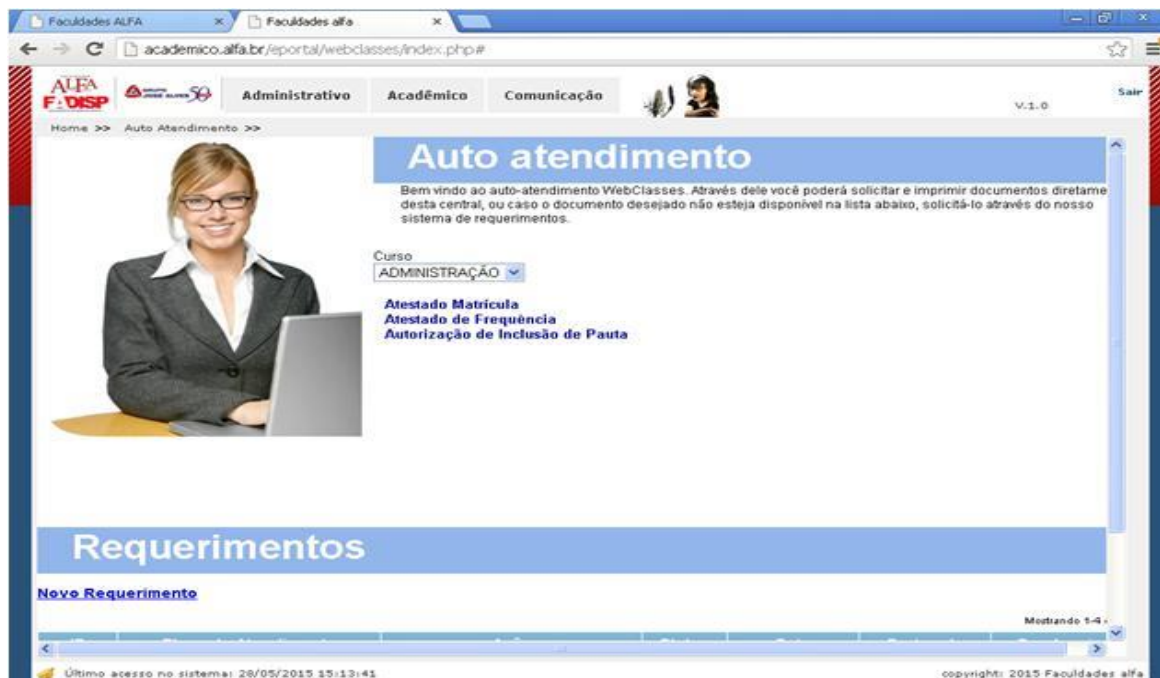 Faculdades ALFA
Faculdades alfa
academico.alfa.br/eportal/webclasses/index.php#
ALFA
FADISP
GRUPO JOSÉ ALVES 50
Administrativo
Acadêmico
Comunicação
V.1.0
Sair
Home >> Auto Atendimento >>
Auto atendimento
Bem vindo ao auto-atendimento WebClasses. Através dele você poderá solicitar e imprimir documentos diretame
desta central, ou caso o documento desejado não esteja disponível na lista abaixo, solicitá-lo através do nosso
sistema de requerimentos.
Curso
ADMINISTRAÇÃO
Atestado Matrícula
Atestado de Frequência
Autorização de Inclusão de Pauta
Requerimentos
Novo Requerimento
Mostrando 1-4
Último acesso no sistema: 28/05/2015 15:13:41
copyright: 2015 Faculdades alfa